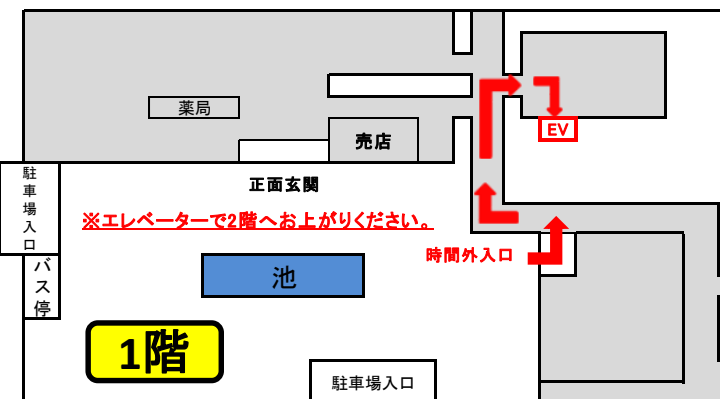 薬局
EV
売店
駐車場入口
正面玄関
※エレベーターで2階へお上がりください。
時間外入口
バス停
池
1階
駐車場入口